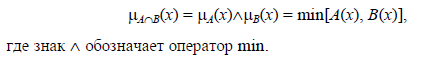 μA∩B(x) = μA(x)∧μB(x) = min[A(x), B(x)],
где знак ∧ обозначает оператор min.